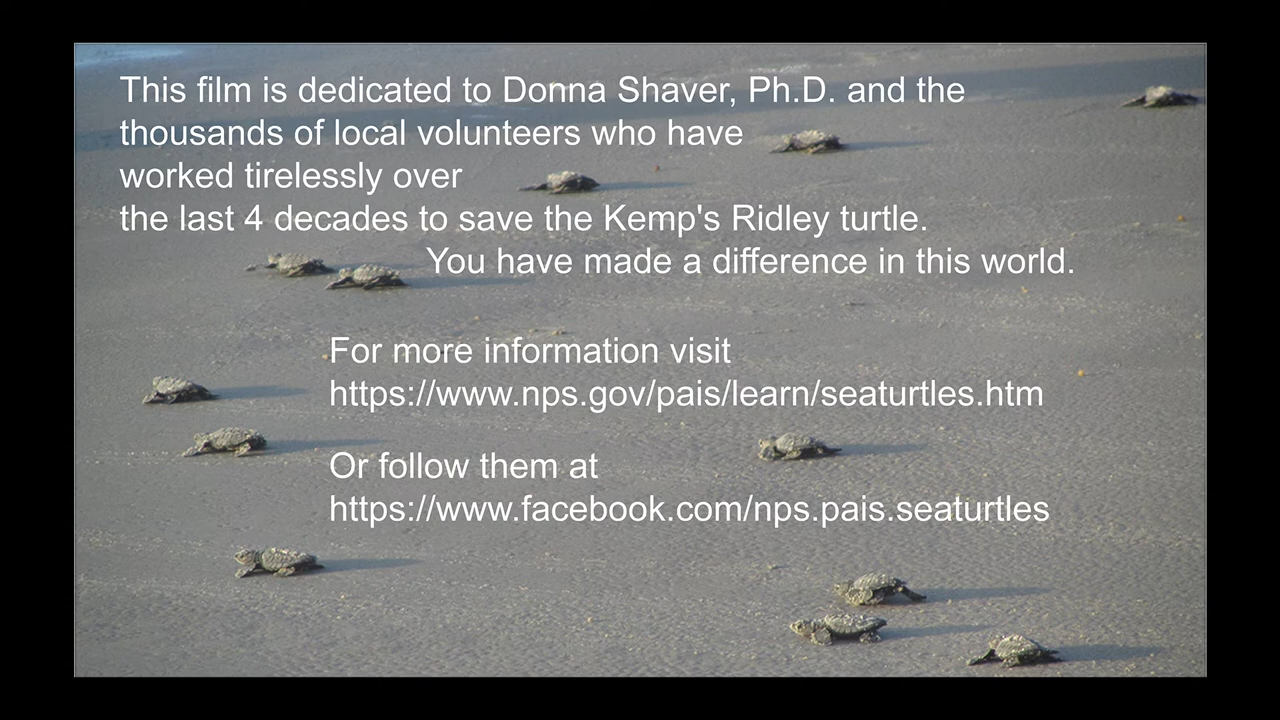 This film is dedicated to Donna Shaver, Ph.D. and the
thousands of local volunteers who have
worked tirelessly over
the last 4 decades to save the Kemp's Ridley turtle.
You have made a difference in this world.
For more information visit
https://www.nps.gov/pais/learn/seaturtles.htm
Or follow them at
https://www.facebook.com/nps.pais.seaturtles